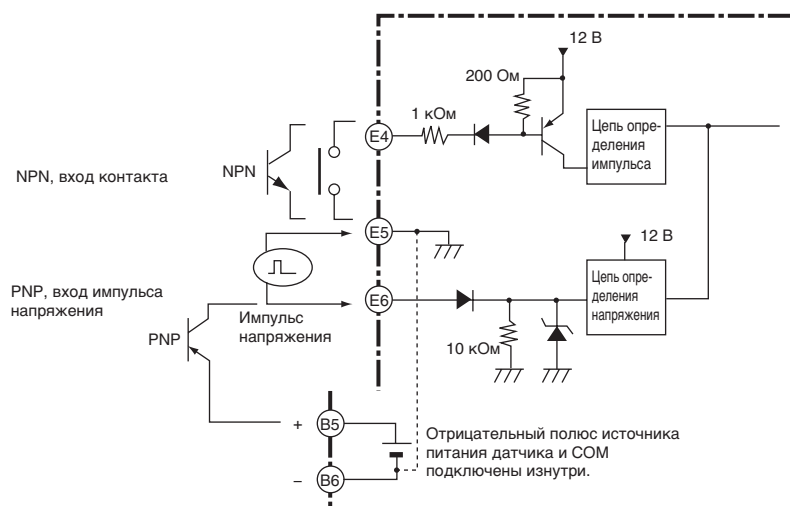 12 В
200 Ом
1 кОм
E4
Цепь опре-
деления
импульса
NPN
NPN, вход контакта
E5
12 В
E6
Цепь опре-
деления
напряжения
PNP, вход импульса
напряжения
Импульс
напряжения
PNP
10 кОм
+
B5
Отрицательный полюс источника
питания датчика и COM
подключены изнутри.
–
B6